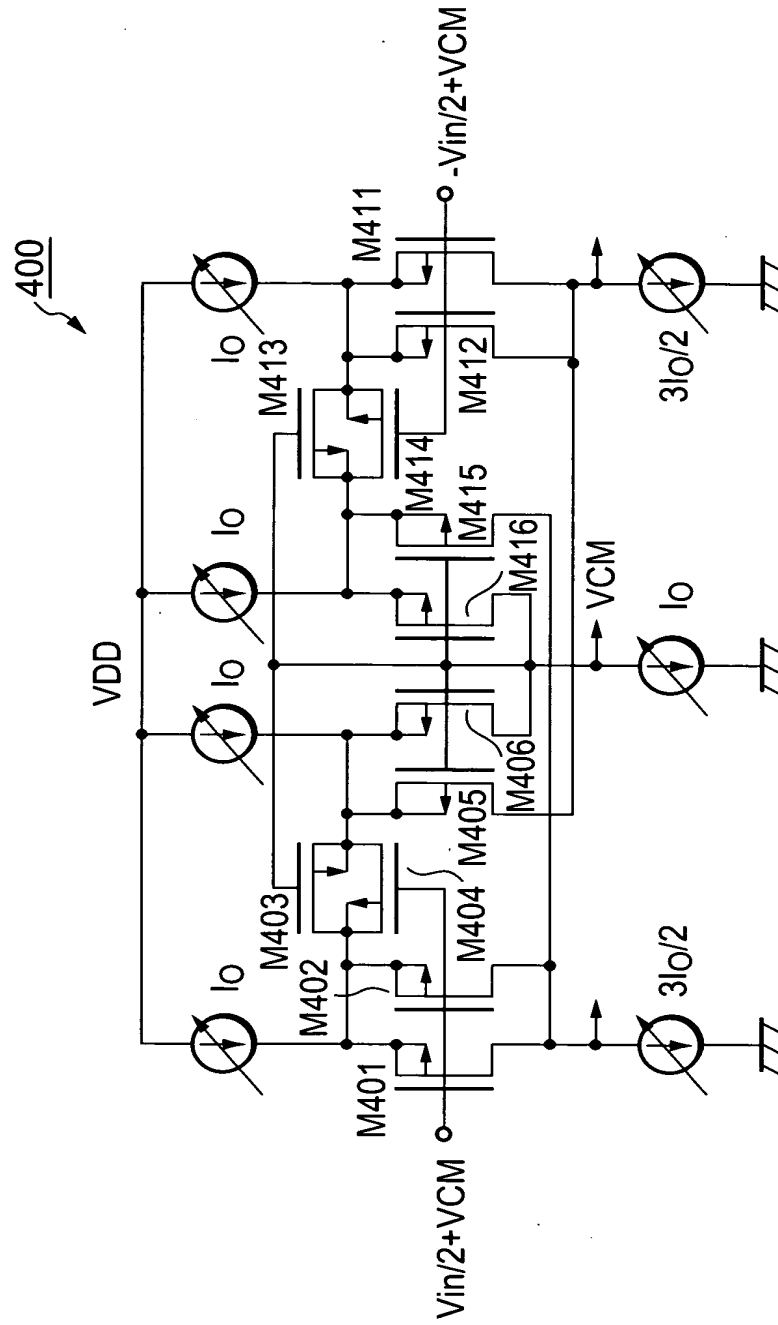 400
VDD
IO
IO
IO
IO
M413
M403
M402
M401
M404
M405
M406
M414
M415
M416
M412
M411
Vin/2+VCM
-Vin/2+VCM
VCM
3IO/2
IO
3IO/2